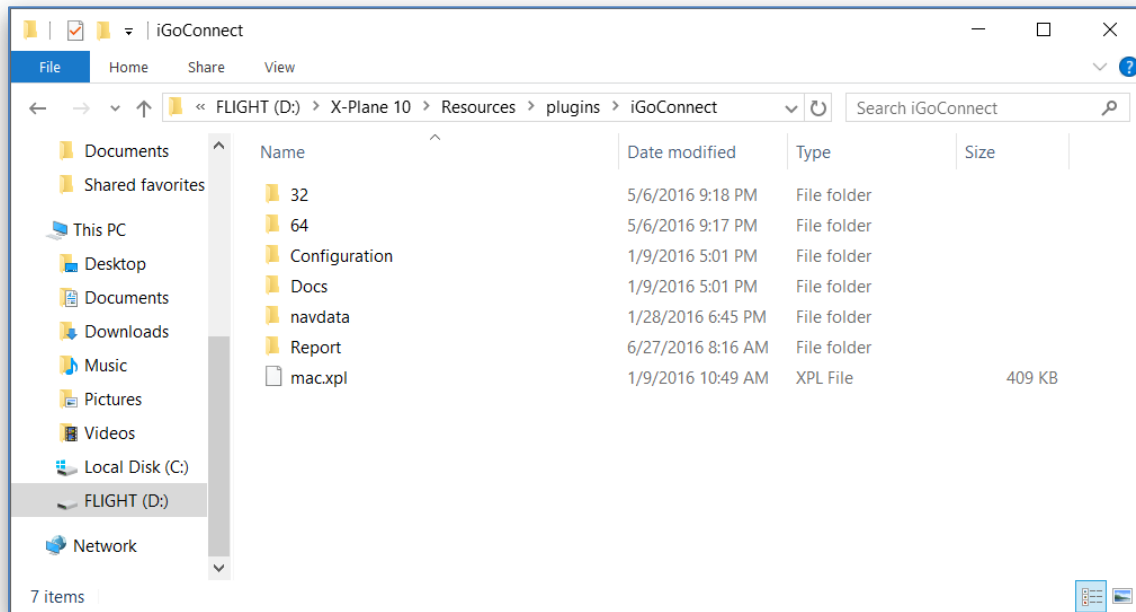 iGoConnect
File Home Share View ?
« FLIGHT (D:) > X-Plane 10 > Resources > plugins > iGoConnect
Search iGoConnect
Documents
Shared favorites
This PC
Desktop
Documents
Downloads
Music
Pictures
Videos
Local Disk (C:)
FLIGHT (D:)
Network
Name Date modified Type Size
32 5/6/2016 9:18 PM File folder
64 5/6/2016 9:17 PM File folder
Configuration 1/9/2016 5:01 PM File folder
Docs 1/9/2016 5:01 PM File folder
navdata 1/28/2016 6:45 PM File folder
Report 6/27/2016 8:16 AM File folder
mac.xpl 1/9/2016 10:49 AM XPL File 409 KB
7 items